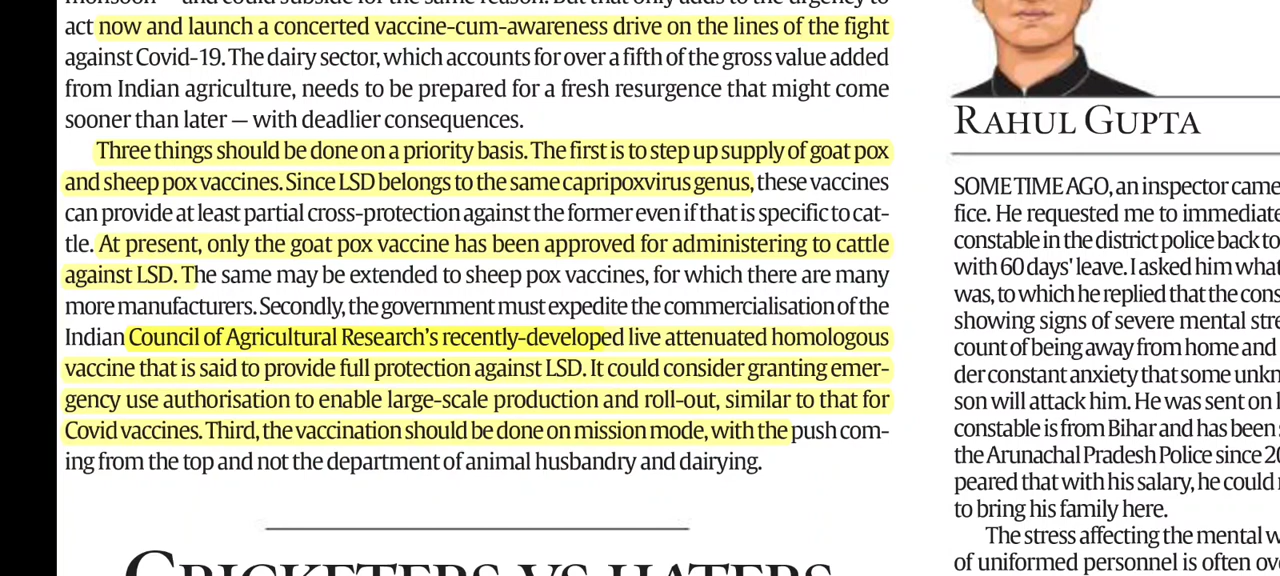 act now and launch a concerted vaccine-cum-awareness drive on the lines of the fight
against Covid-19. The dairy sector, which accounts for over a fifth of the gross value added
from Indian agriculture, needs to be prepared for a fresh resurgence that might come
sooner than later — with deadlier consequences.
Three things should be done on a priority basis. The first is to step up supply of goat pox
and sheep pox vaccines. Since LSD belongs to the same capripoxvirus genus, these vaccines
can provide at least partial cross-protection against the former even if that is specific to cat-
tle. At present, only the goat pox vaccine has been approved for administering to cattle
against LSD. The same may be extended to sheep pox vaccines, for which there are many
more manufacturers. Secondly, the government must expedite the commercialisation of the
Indian Council of Agricultural Research's recently-developed live attenuated homologous
vaccine that is said to provide full protection against LSD. It could consider granting emer-
gency use authorisation to enable large-scale production and roll-out, similar to that for
Covid vaccines. Third, the vaccination should be done on mission mode, with the push com-
ing from the top and not the department of animal husbandry and dairying.
CRICKETERS VS HATERS
RAHUL GUPTA
SOME TIME AGO, an inspector came
fice. He requested me to immediate
constable in the district police back to
with 60 days' leave. I asked him what
was, to which he replied that the cons
showing signs of severe mental stre
count of being away from home and
der constant anxiety that some unkn
son will attack him. He was sent on l
constable is from Bihar and has been
the Arunachal Pradesh Police since 20
peared that with his salary, he could
to bring his family here.
The stress affecting the mental w
of uniformed personnel is often ov